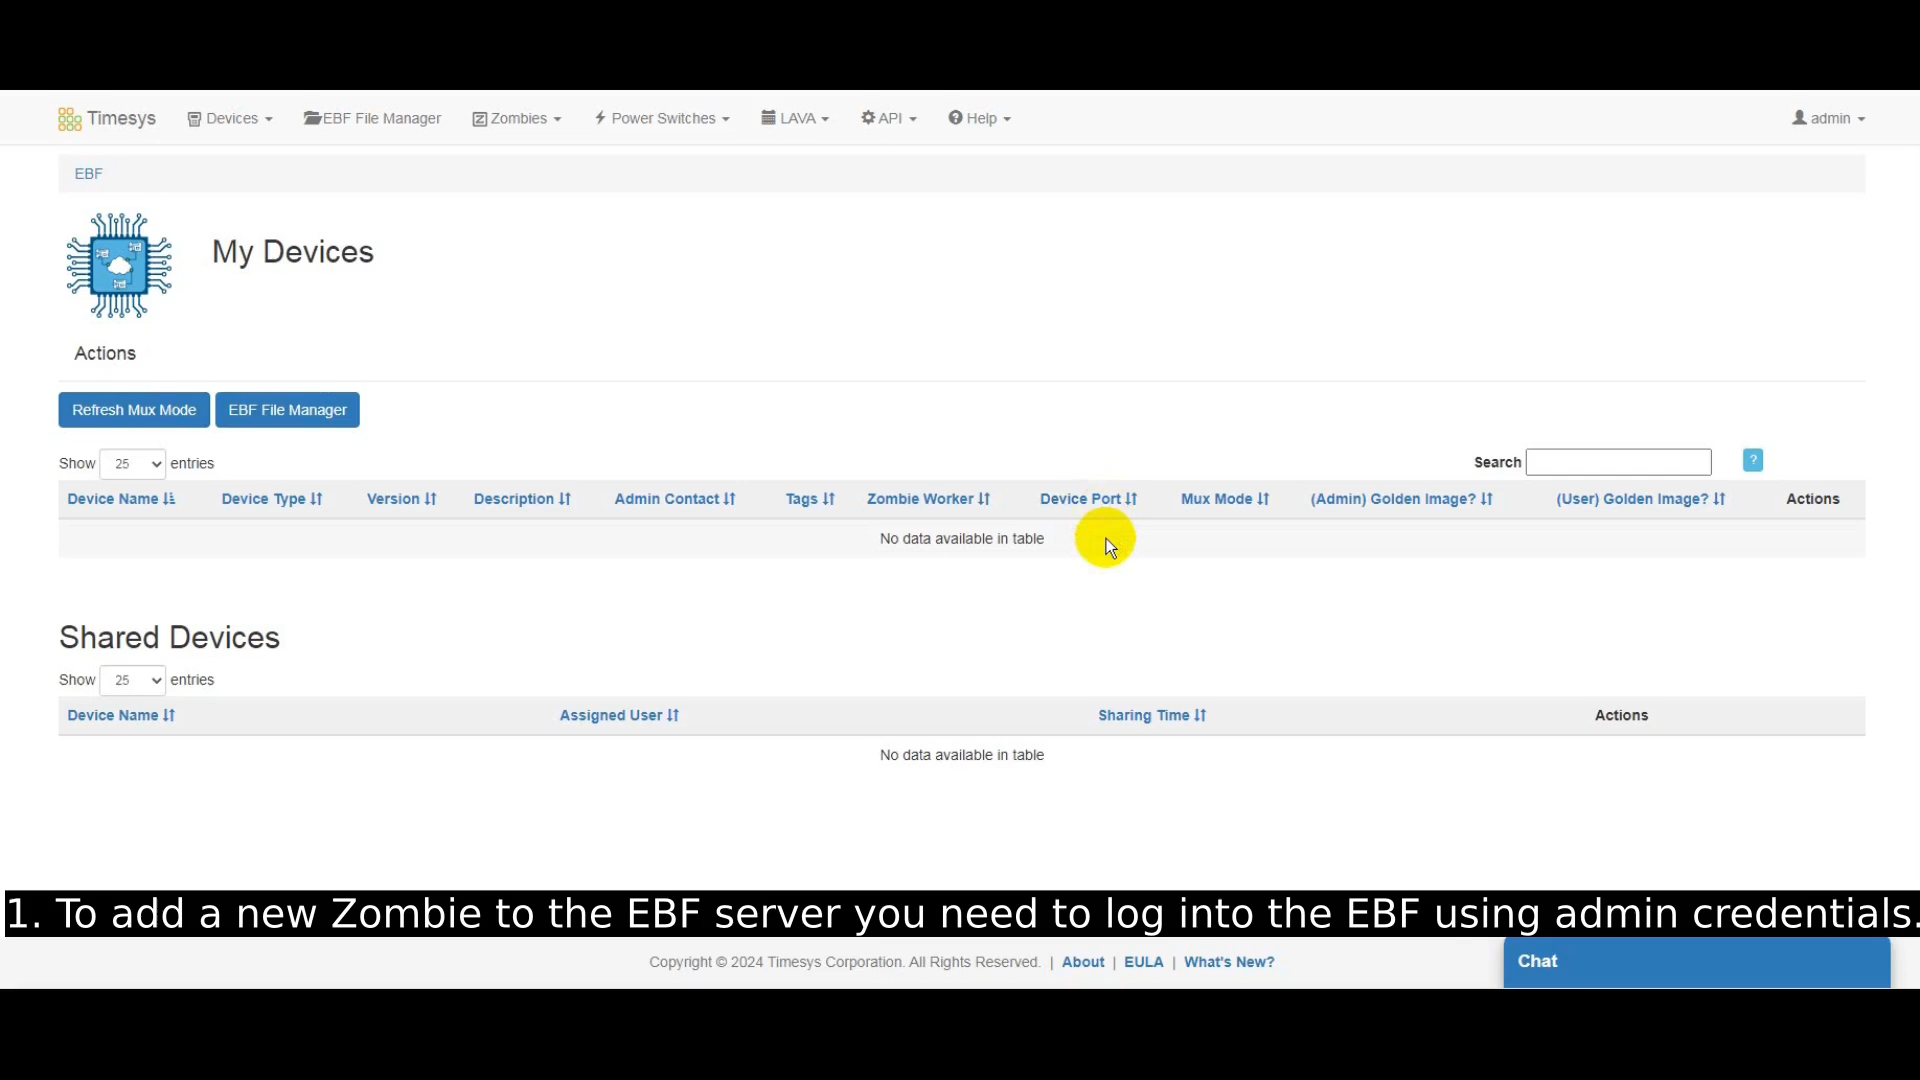 Timesys Devices EBF File Manager Zombies Power Switches LAVA API Help admin
EBF
My Devices
Actions
Refresh Mux Mode EBF File Manager
Show 25 entries Search ?
Device Name Device Type Version Description Admin Contact Tags Zombie Worker Device Port Mux Mode (Admin) Golden Image? (User) Golden Image? Actions
No data available in table
Shared Devices
Show 25 entries
Device Name Assigned User Sharing Time Actions
No data available in table
1. To add a new Zombie to the EBF server you need to log into the EBF using admin credentials.
Copyright © 2024 Timesys Corporation. All Rights Reserved. | About | EULA | What's New? Chat